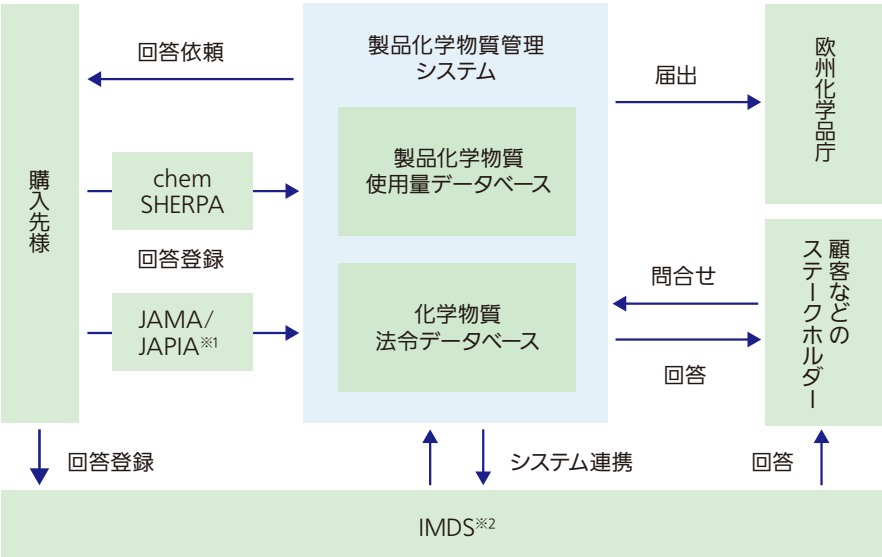 購入先様
回答依頼
chem
SHERPA
回答登録
JAMA/
JAPIA※1
製品化学物質管理
システム
製品化学物質
使用量データベース
化学物質
法令データベース
届出
欧州化学品庁
問合せ
回答
顧客などの
ステークホルダー
回答登録
システム連携
回答
IMDS※2